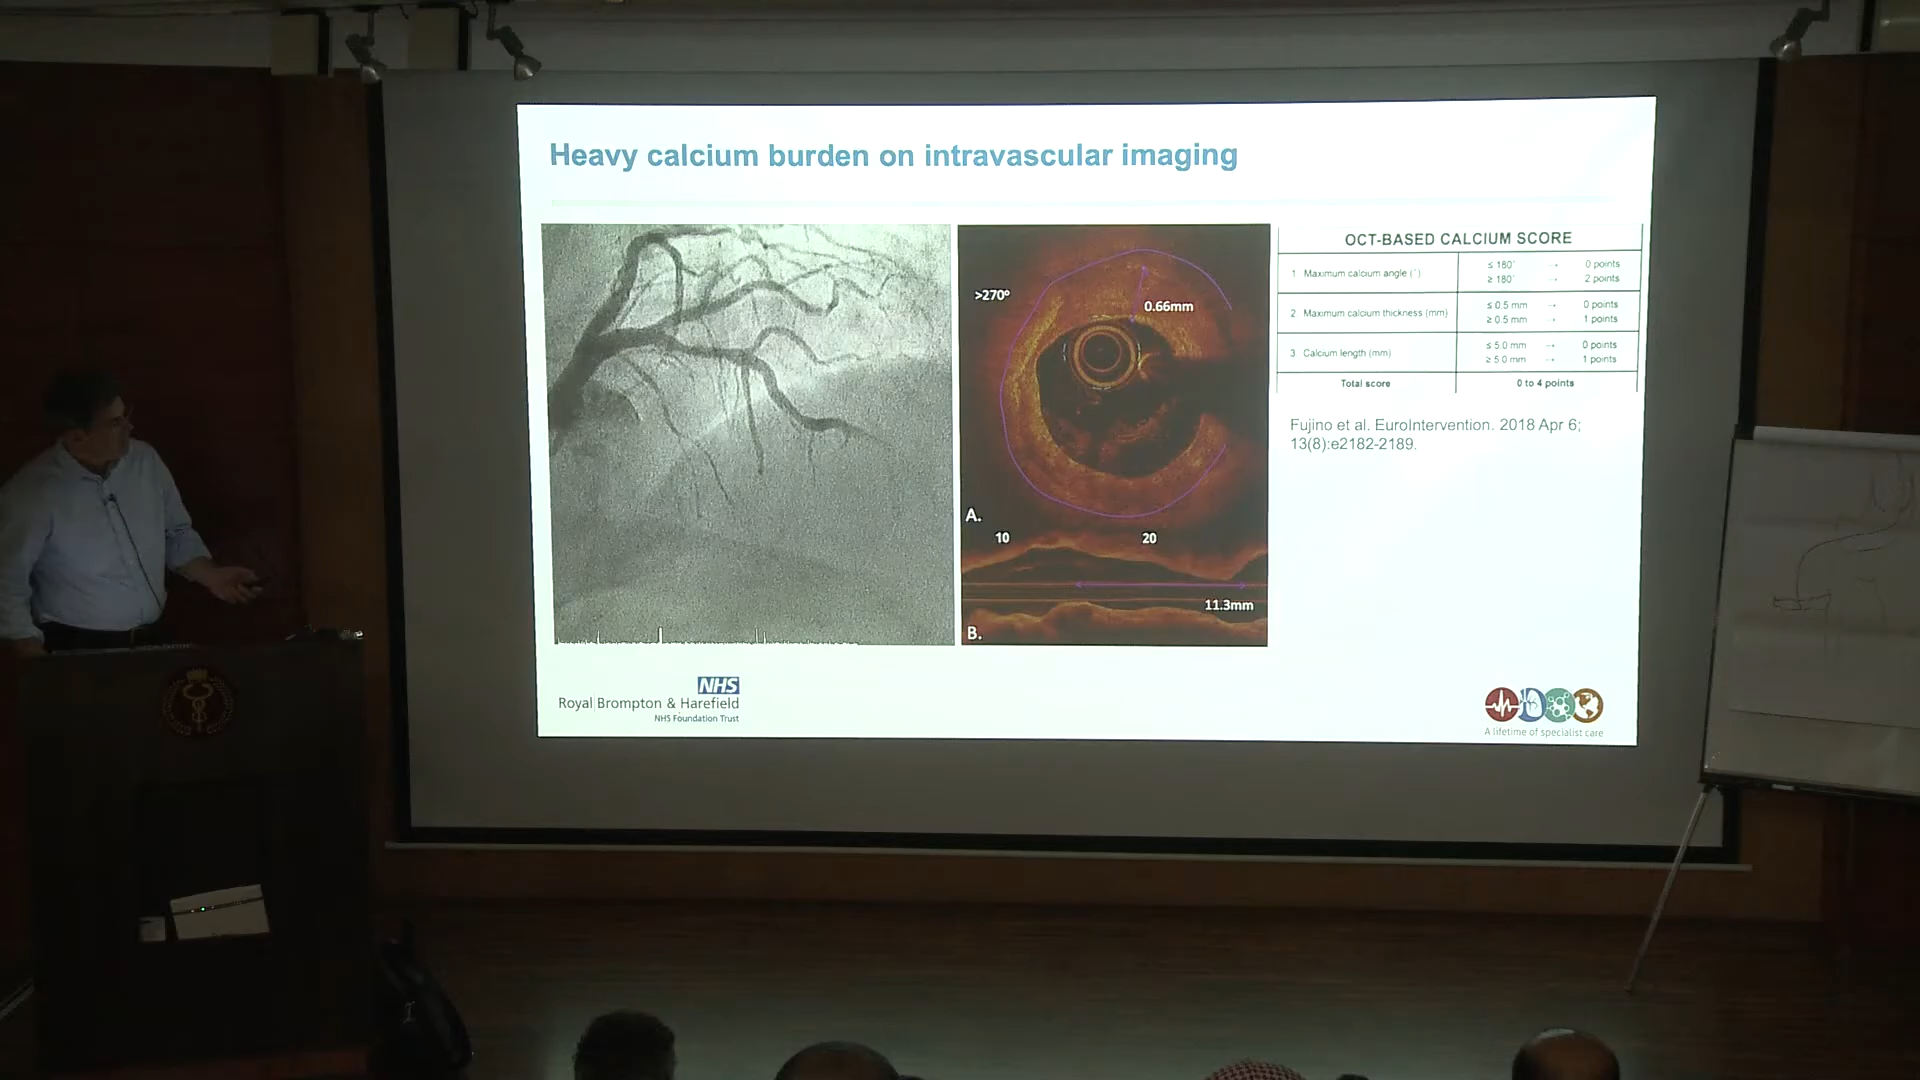 Heavy calcium burden on intravascular imaging
>270º
0.66mm
A.
10 20
11.3mm
B.
OCT-BASED CALCIUM SCORE
1 Maximum calcium angle (°)
≤ 180° → 0 points
≥ 180° → 2 points
2 Maximum calcium thickness (mm)
≤ 0.5 mm → 0 points
≥ 0.5 mm → 1 points
3 Calcium length (mm)
≤ 5.0 mm → 0 points
≥ 5.0 mm → 1 points
Total score 0 to 4 points
Fujino et al. EuroIntervention. 2018 Apr 6;
13(8):e2182-2189.
NHS
Royal Brompton & Harefield
NHS Foundation Trust
A lifetime of specialist care